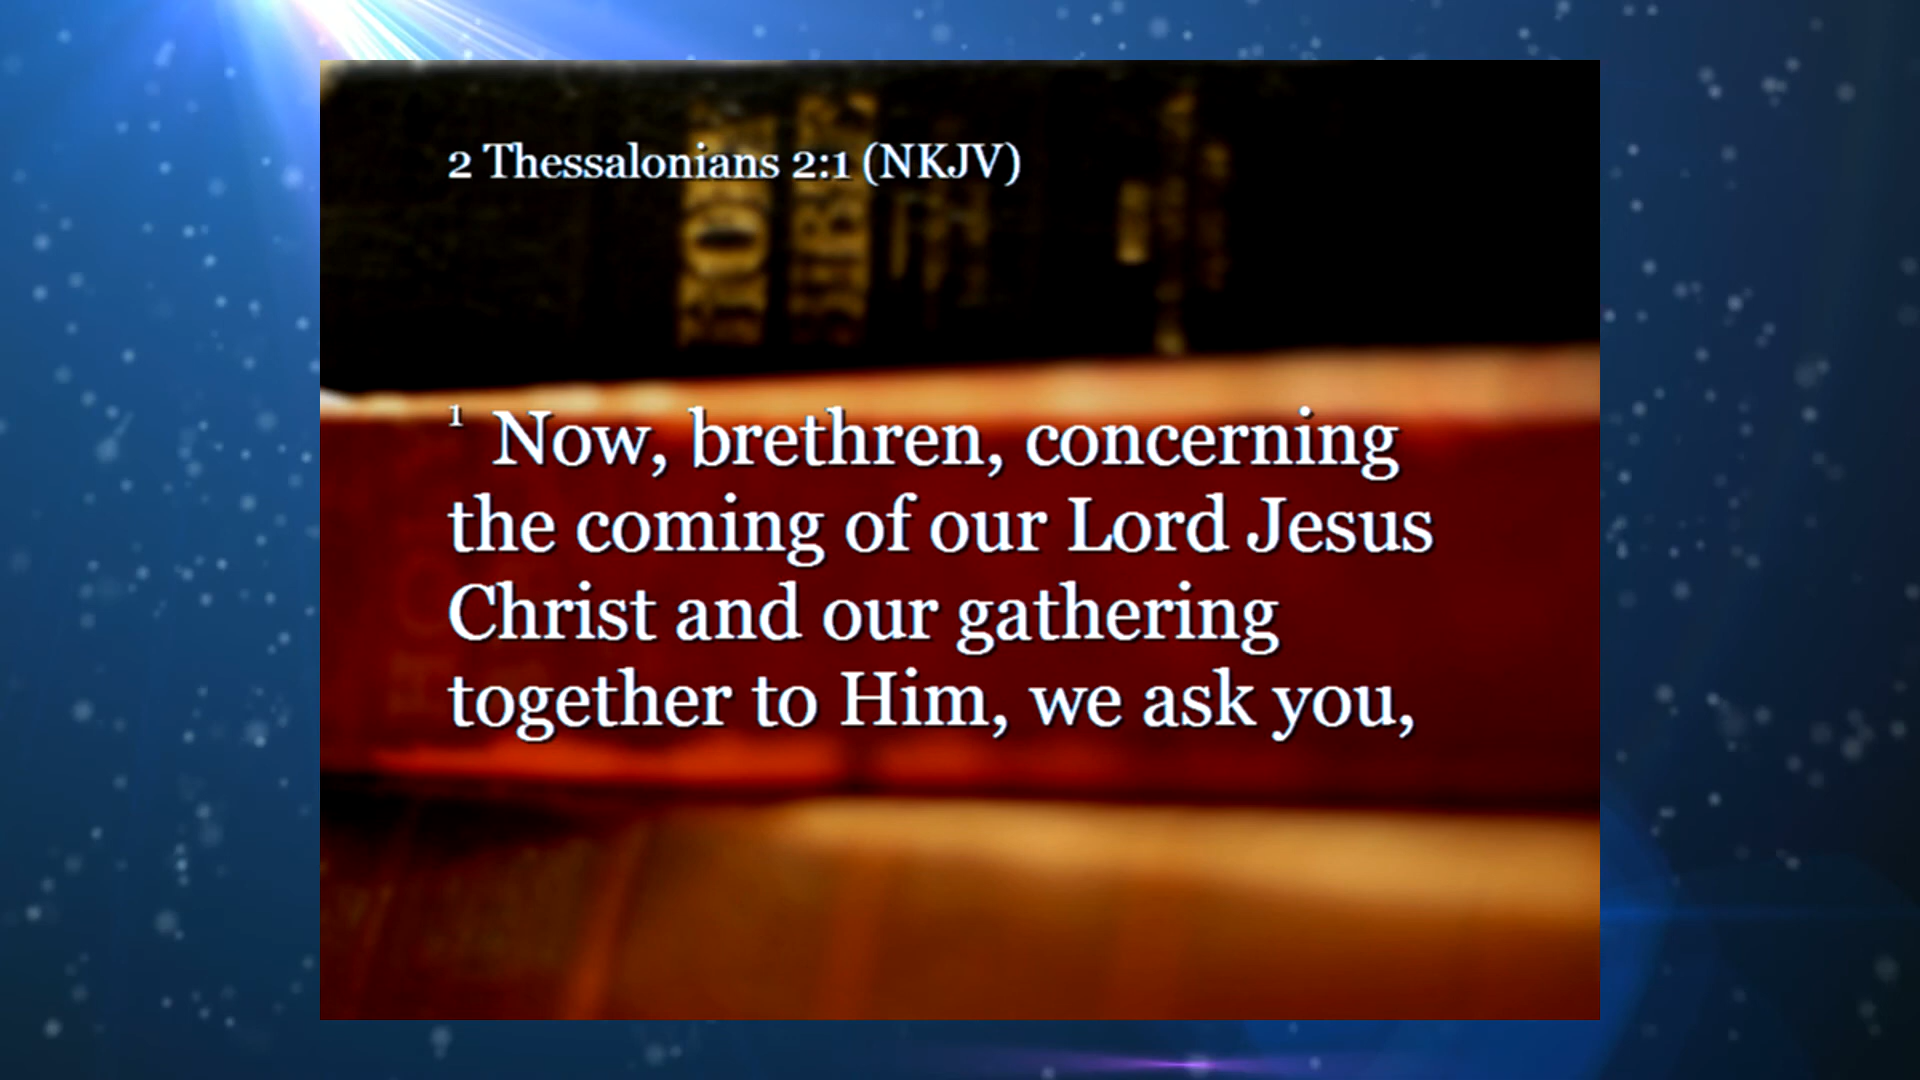 2 Thessalonians 2:1 (NKJV)
1 Now, brethren, concerning
the coming of our Lord Jesus
Christ and our gathering
together to Him, we ask you,